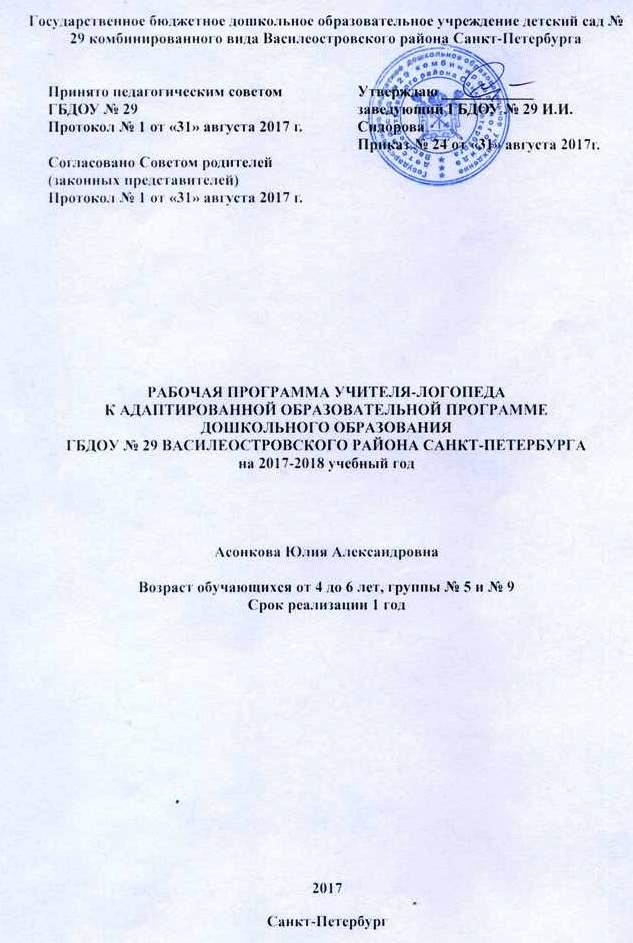 Государственное бюджетное дошкольное образовательное учреждение детский сад №
29 комбинированного вида Василеостровского района Санкт-Петербурга
Принято педагогическим советом
ГБДОУ № 29
Протокол № 1 от «31» августа 2017 г.
Согласовано Советом родителей
(законных представителей)
Протокол № 1 от «31» августа 2017 г.
Утверждаю
заведующий ГБДОУ № 29 И.И.
Сидорова
Приказ № 24 от «31» августа 2017г.
РАБОЧАЯ ПРОГРАММА УЧИТЕЛЯ-ЛОГОПЕДА
К АДАПТИРОВАННОЙ ОБРАЗОВАТЕЛЬНОЙ ПРОГРАММЕ
ДОШКОЛЬНОГО ОБРАЗОВАНИЯ
ГБДОУ № 29 ВАСИЛЕОСТРОВСКОГО РАЙОНА САНКТ-ПЕТЕРБУРГА
на 2017-2018 учебный год
Асонкова Юлия Александровна
Возраст обучающихся от 4 до 6 лет, группы № 5 и № 9
Срок реализации 1 год
2017
Санкт-Петербург